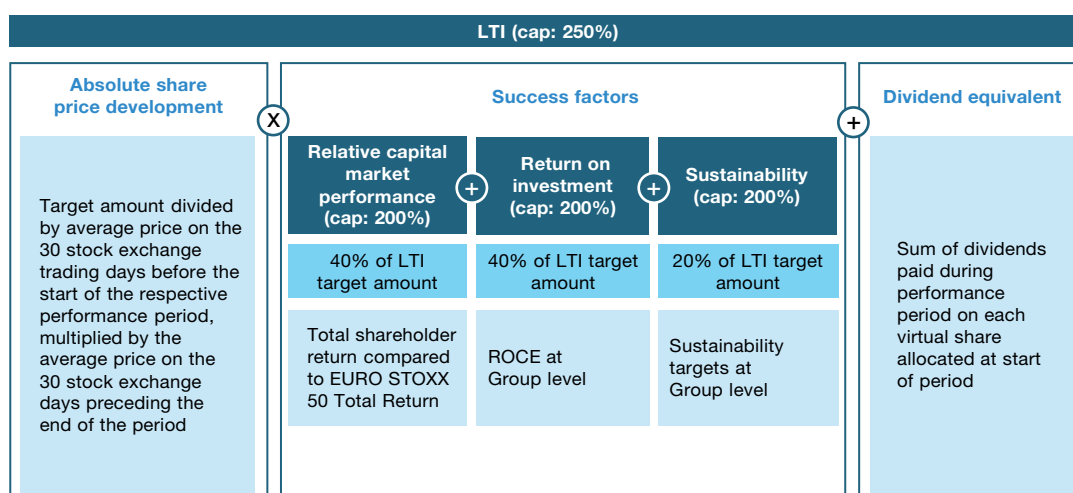 LTI (cap: 250%)
Absolute share
price development
X
Target amount divided
by average price on the
30 stock exchange
trading days before the
start of the respective
performance period,
multiplied by the
average price on the
30 stock exchange
days preceding the
end of the period
Success factors
Relative capital
market
performance
(cap: 200%)
+
Return on
investment
(cap: 200%)
+
Sustainability
(cap: 200%)
40% of LTI
target amount
40% of LTI target
amount
20% of LTI target
amount
Total shareholder
return compared
to EURO STOXX
50 Total Return
ROCE at
Group level
Sustainability
targets at
Group level
+
Dividend equivalent
Sum of dividends
paid during
performance
period on each
virtual share
allocated at start
of period